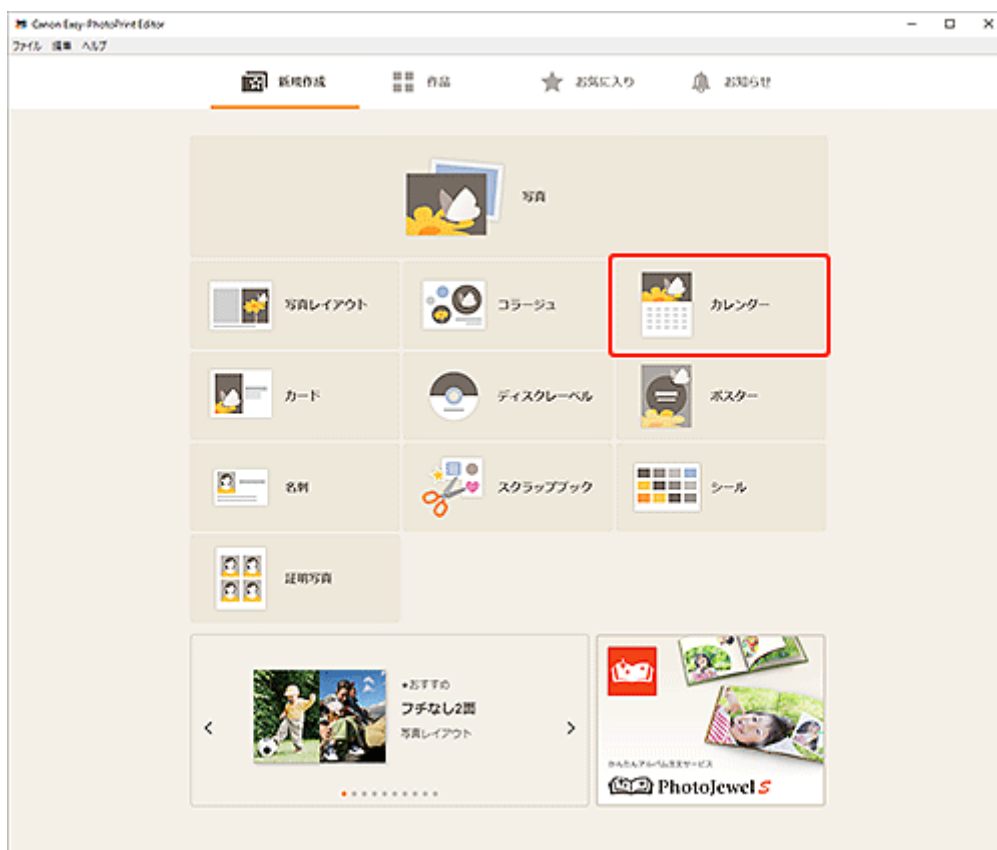 Canon Easy-PhotoPrint Editor
ファイル 編集 ヘルプ
新規作成 作品 お気に入り お知らせ
写真
写真レイアウト コラージュ カレンダー
カード ディスクレーベル ポスター
名刺 スクラップブック シール
証明写真
おすすめ
フチなし2面
写真レイアウト
かんたんアルバム注文サービス
PhotoJewel S